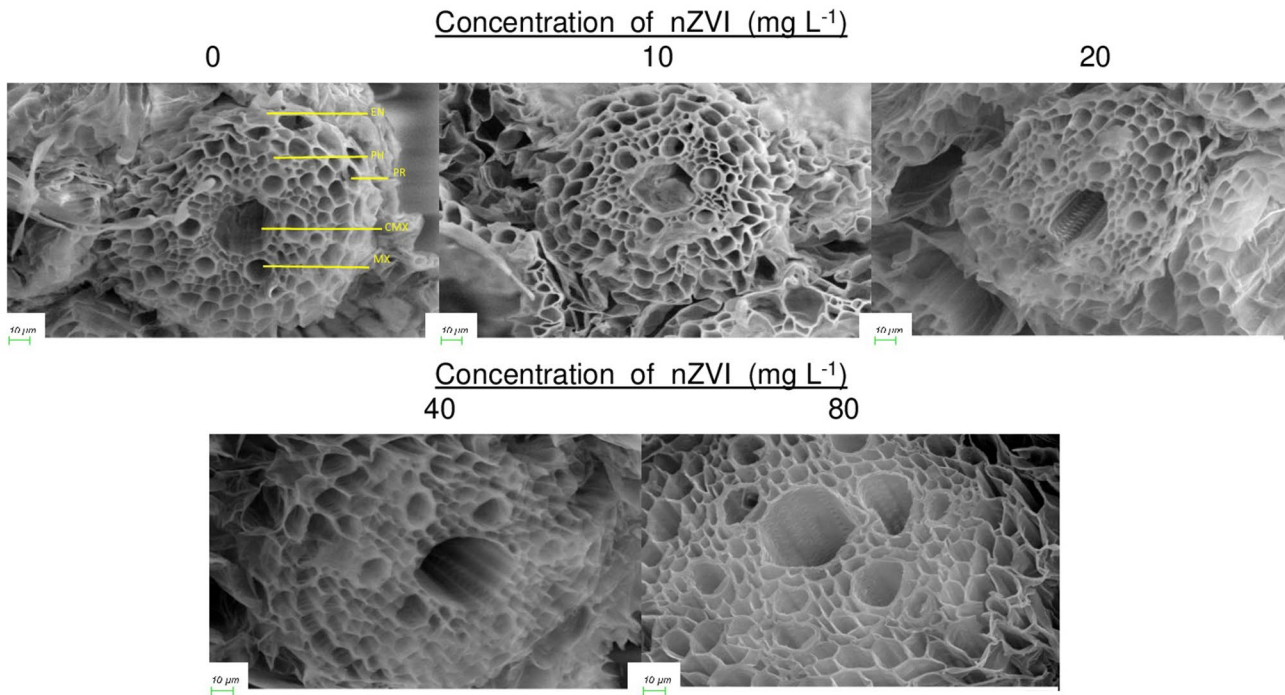 Concentration of nZVI (mg L-1)
0 10 20
EN
PH
PR
CMX
MX
10 µm 10 µm 10 µm
Concentration of nZVI (mg L-1)
40 80
10 µm 10 µm